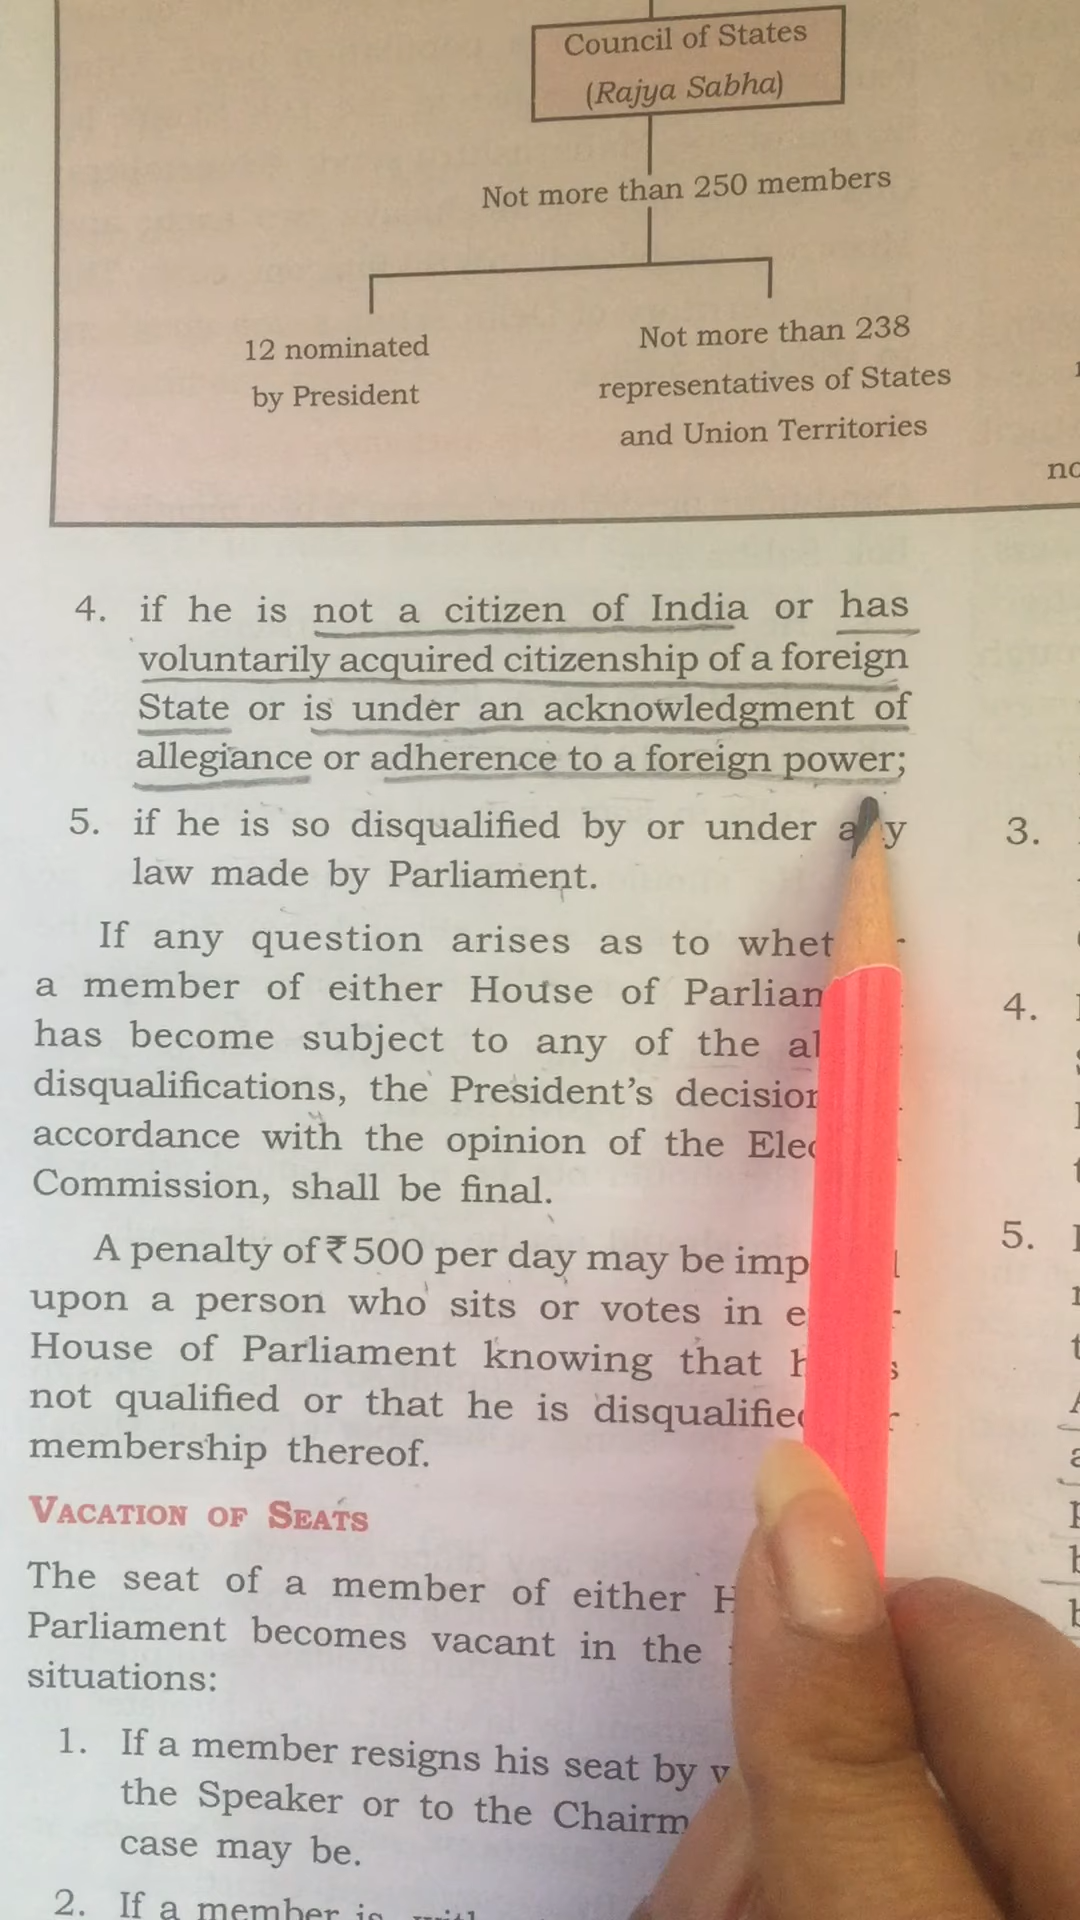 Council of States
(Rajya Sabha)
Not more than 250 members
12 nominated
by President
Not more than 238
representatives of States
and Union Territories
4. if he is not a citizen of India or has
voluntarily acquired citizenship of a foreign
State or is under an acknowledgment of
allegiance or adherence to a foreign power;
5. if he is so disqualified by or under
law made by Parliament.
If any question arises as to
a member of either House of
has become subject to any of the
disqualifications, the President's
accordance with the opinion of the
Commission, shall be final.
A penalty of ₹500 per day may be
upon a person who sits or votes in
House of Parliament knowing that
not qualified or that he is
membership thereof.
VACATION OF SEATS
The seat of a member of either
Parliament becomes vacant in the
situations:
1. If a member resigns his seat by
the Speaker or to the
case may be.
2. If a member is
3.
4.
5.